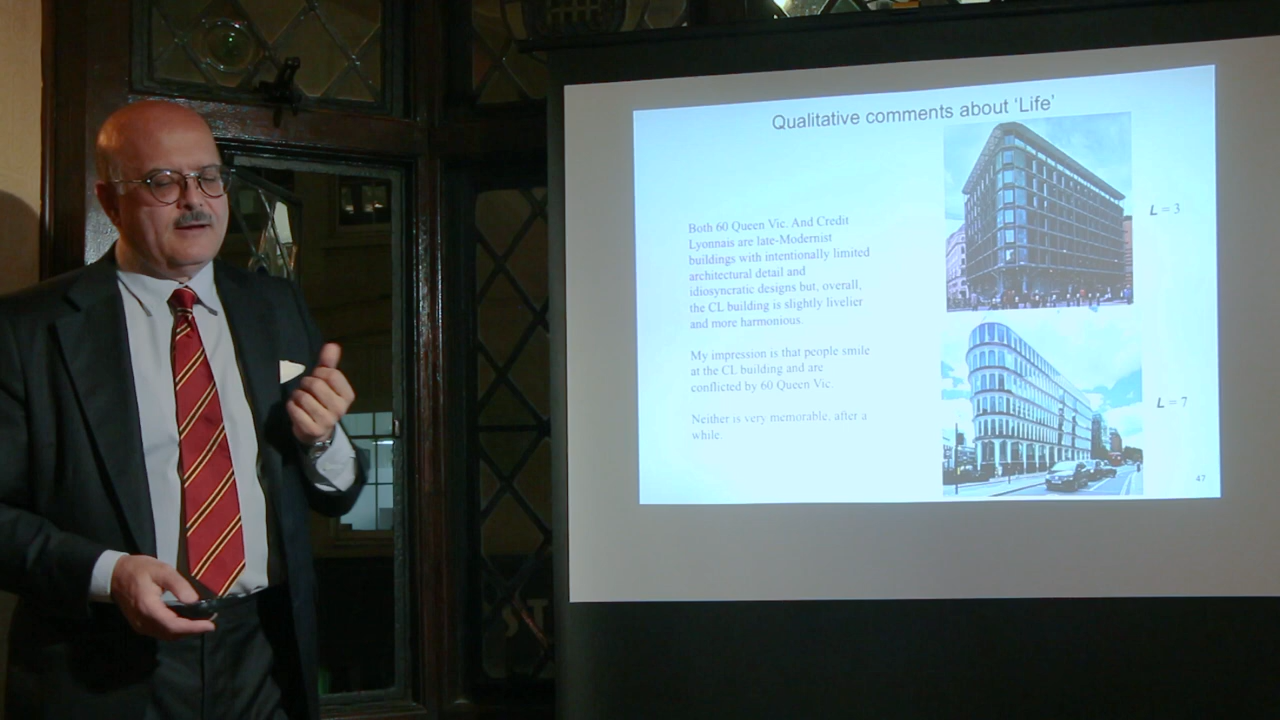 Qualitative comments about 'Life'
Both 60 Queen Vic. And Credit
Lyonnais are late-Modernist
buildings with intentionally limited
architectural detail and
idiosyncratic designs but, overall,
the CL building is slightly livelier
and more harmonious.
My impression is that people smile
at the CL building and are
conflicted by 60 Queen Vic.
Neither is very memorable, after a
while.
L = 3
L = 7
47